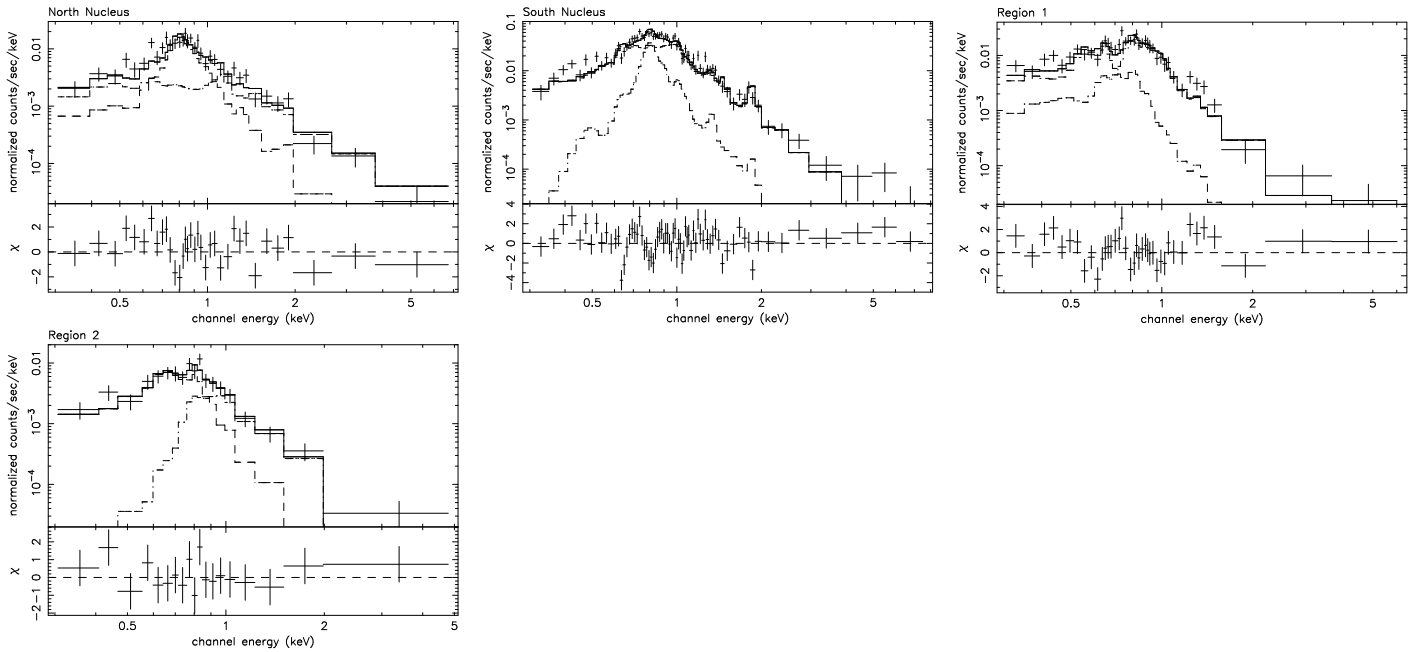 North Nucleus
normalized counts/sec/keV
0.01
10⁻³
10⁻⁴
χ
2
0
−2
0.5
1
2
5
channel energy (keV)
South Nucleus
normalized counts/sec/keV
0.1
0.01
10⁻³
10⁻⁴
χ
4
2
0
−2
−4
0.5
1
2
5
channel energy (keV)
Region 1
normalized counts/sec/keV
0.01
10⁻³
10⁻⁴
χ
4
2
0
−2
0.5
1
2
5
channel energy (keV)
Region 2
normalized counts/sec/keV
0.01
10⁻³
10⁻⁴
χ
2
1
0
−1
−2
0.5
1
2
5
channel energy (keV)